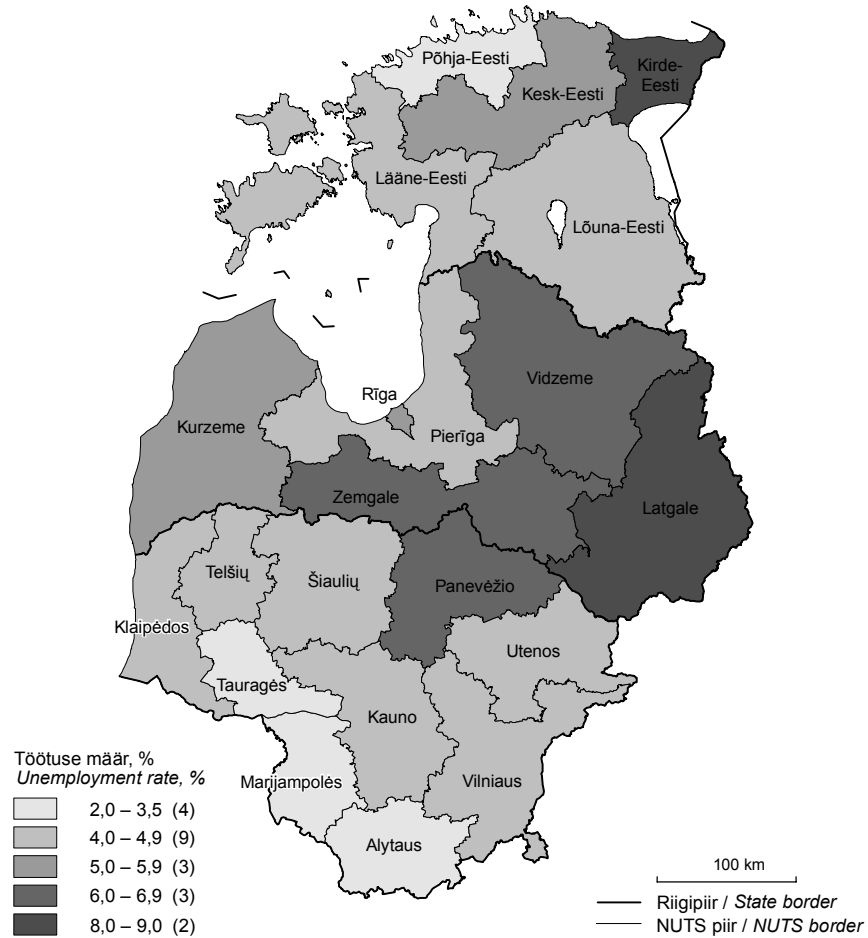 Põhja-Eesti
Kirde-
Eesti
Kesk-Eesti
Lääne-Eesti
Lõuna-Eesti
Vidzeme
Rīga
Kurzeme
Pierīga
Zemgale
Latgale
Telšių
Šiaulių
Panevėžio
Klaipėdos
Utenos
Tauragės
Kauno
Marijampolės
Vilniaus
Alytaus
Töötuse määr, %
Unemployment rate, %
2,0 – 3,5 (4)
4,0 – 4,9 (9)
5,0 – 5,9 (3)
6,0 – 6,9 (3)
8,0 – 9,0 (2)
100 km
Riigipiir / State border
NUTS piir / NUTS border